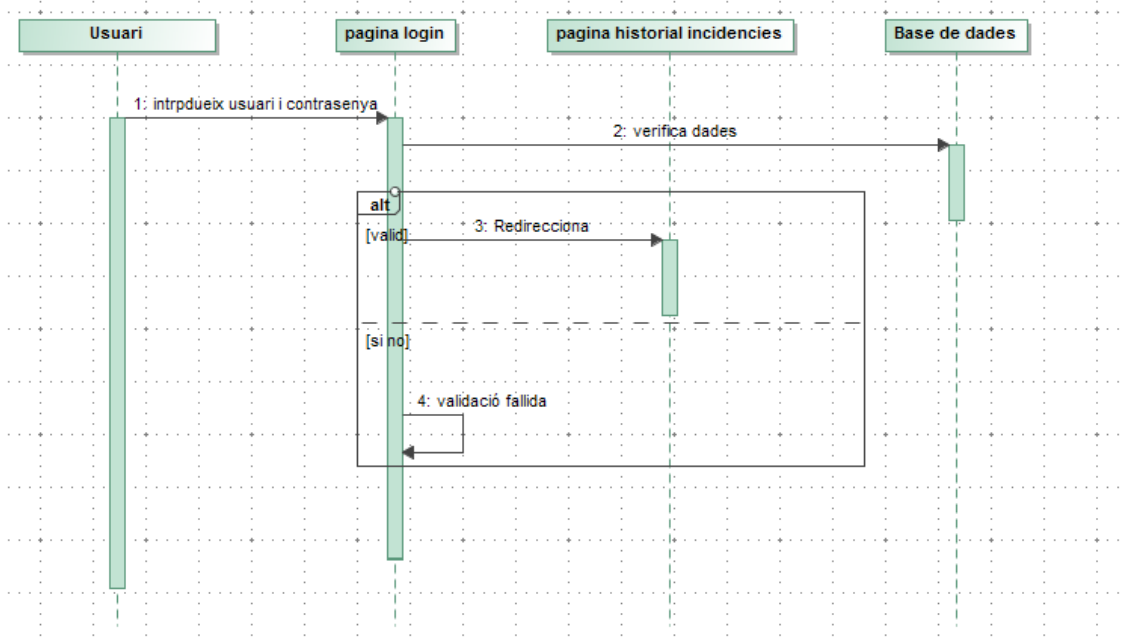 Usuari
pagina login
pagina historial incidencies
Base de dades
1: intrpdueix usuari i contrasenya
2: verifica dades
alt
[valid]
3: Redirecciona
[si no]
4: validació fallida